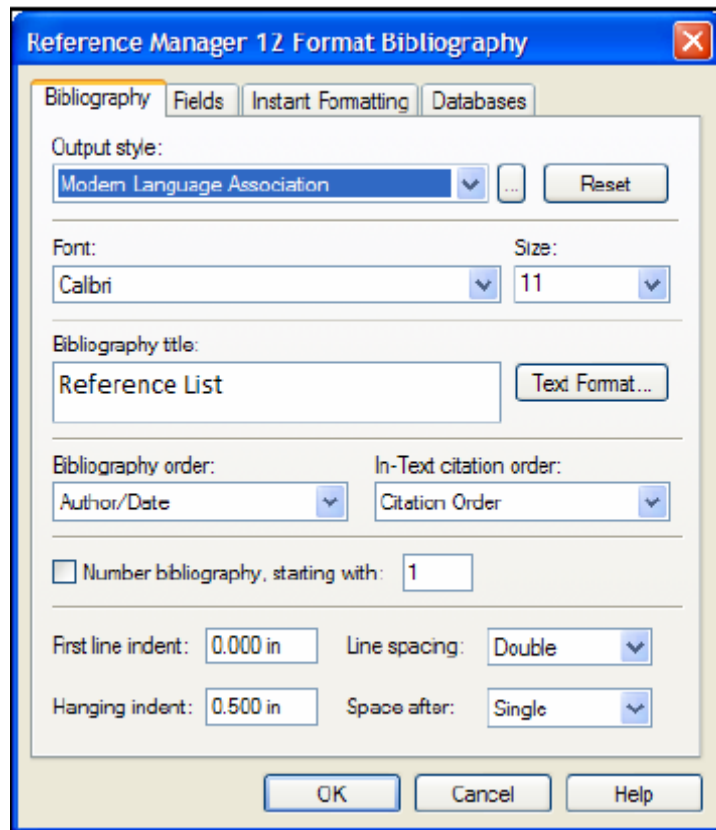 Reference Manager 12 Format Bibliography
Bibliography Fields Instant Formatting Databases
Output style:
Modern Language Association ... Reset
Font: Size:
Calibri 11
Bibliography title:
Reference List Text Format...
Bibliography order: In-Text citation order:
Author/Date Citation Order
Number bibliography, starting with: 1
First line indent: 0.000 in Line spacing: Double
Hanging indent: 0.500 in Space after: Single
OK Cancel Help